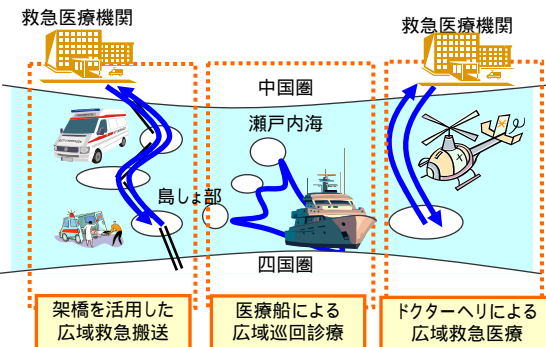 救急医療機関
救急医療機関
中国圏
瀬戸内海
島しょ部
四国圏
架橋を活用した
広域救急搬送
医療船による
広域巡回診療
ドクターヘリによる
広域救急医療